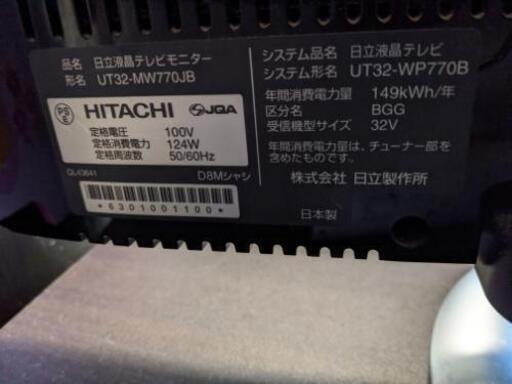 品名 日立液晶テレビモニター
形名 UT32-MW770JB
PSE
HITACHI JQA
定格電圧 100V
定格消費電力 124W
定格周波数 50/60Hz
QL43641 D8Mシャシ
*6301001100*
システム品名 日立液晶テレビ
システム形名 UT32-WP770B
年間消費電力量 149kWh/年
区分名 BGG
受信機型サイズ 32V
年間消費電力量は、チューナー部を
含めたものです。
株式会社 日立製作所
日本製